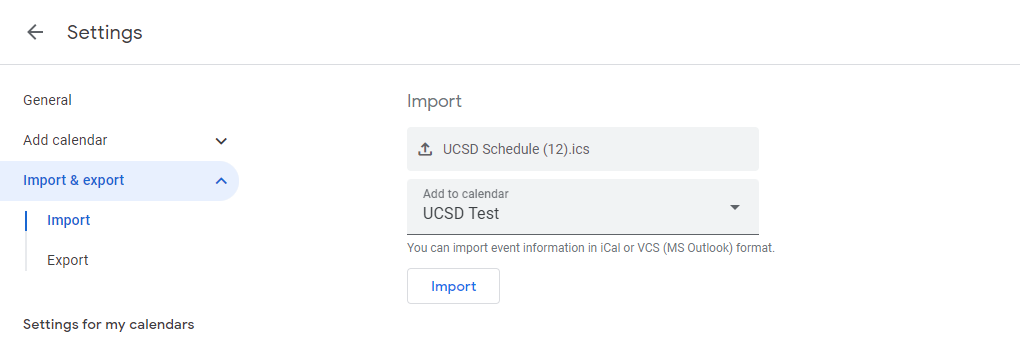 Settings
General
Add calendar
Import & export
Import
Export
Settings for my calendars
Import
UCSD Schedule (12).ics
Add to calendar
UCSD Test
You can import event information in iCal or VCS (MS Outlook) format.
Import